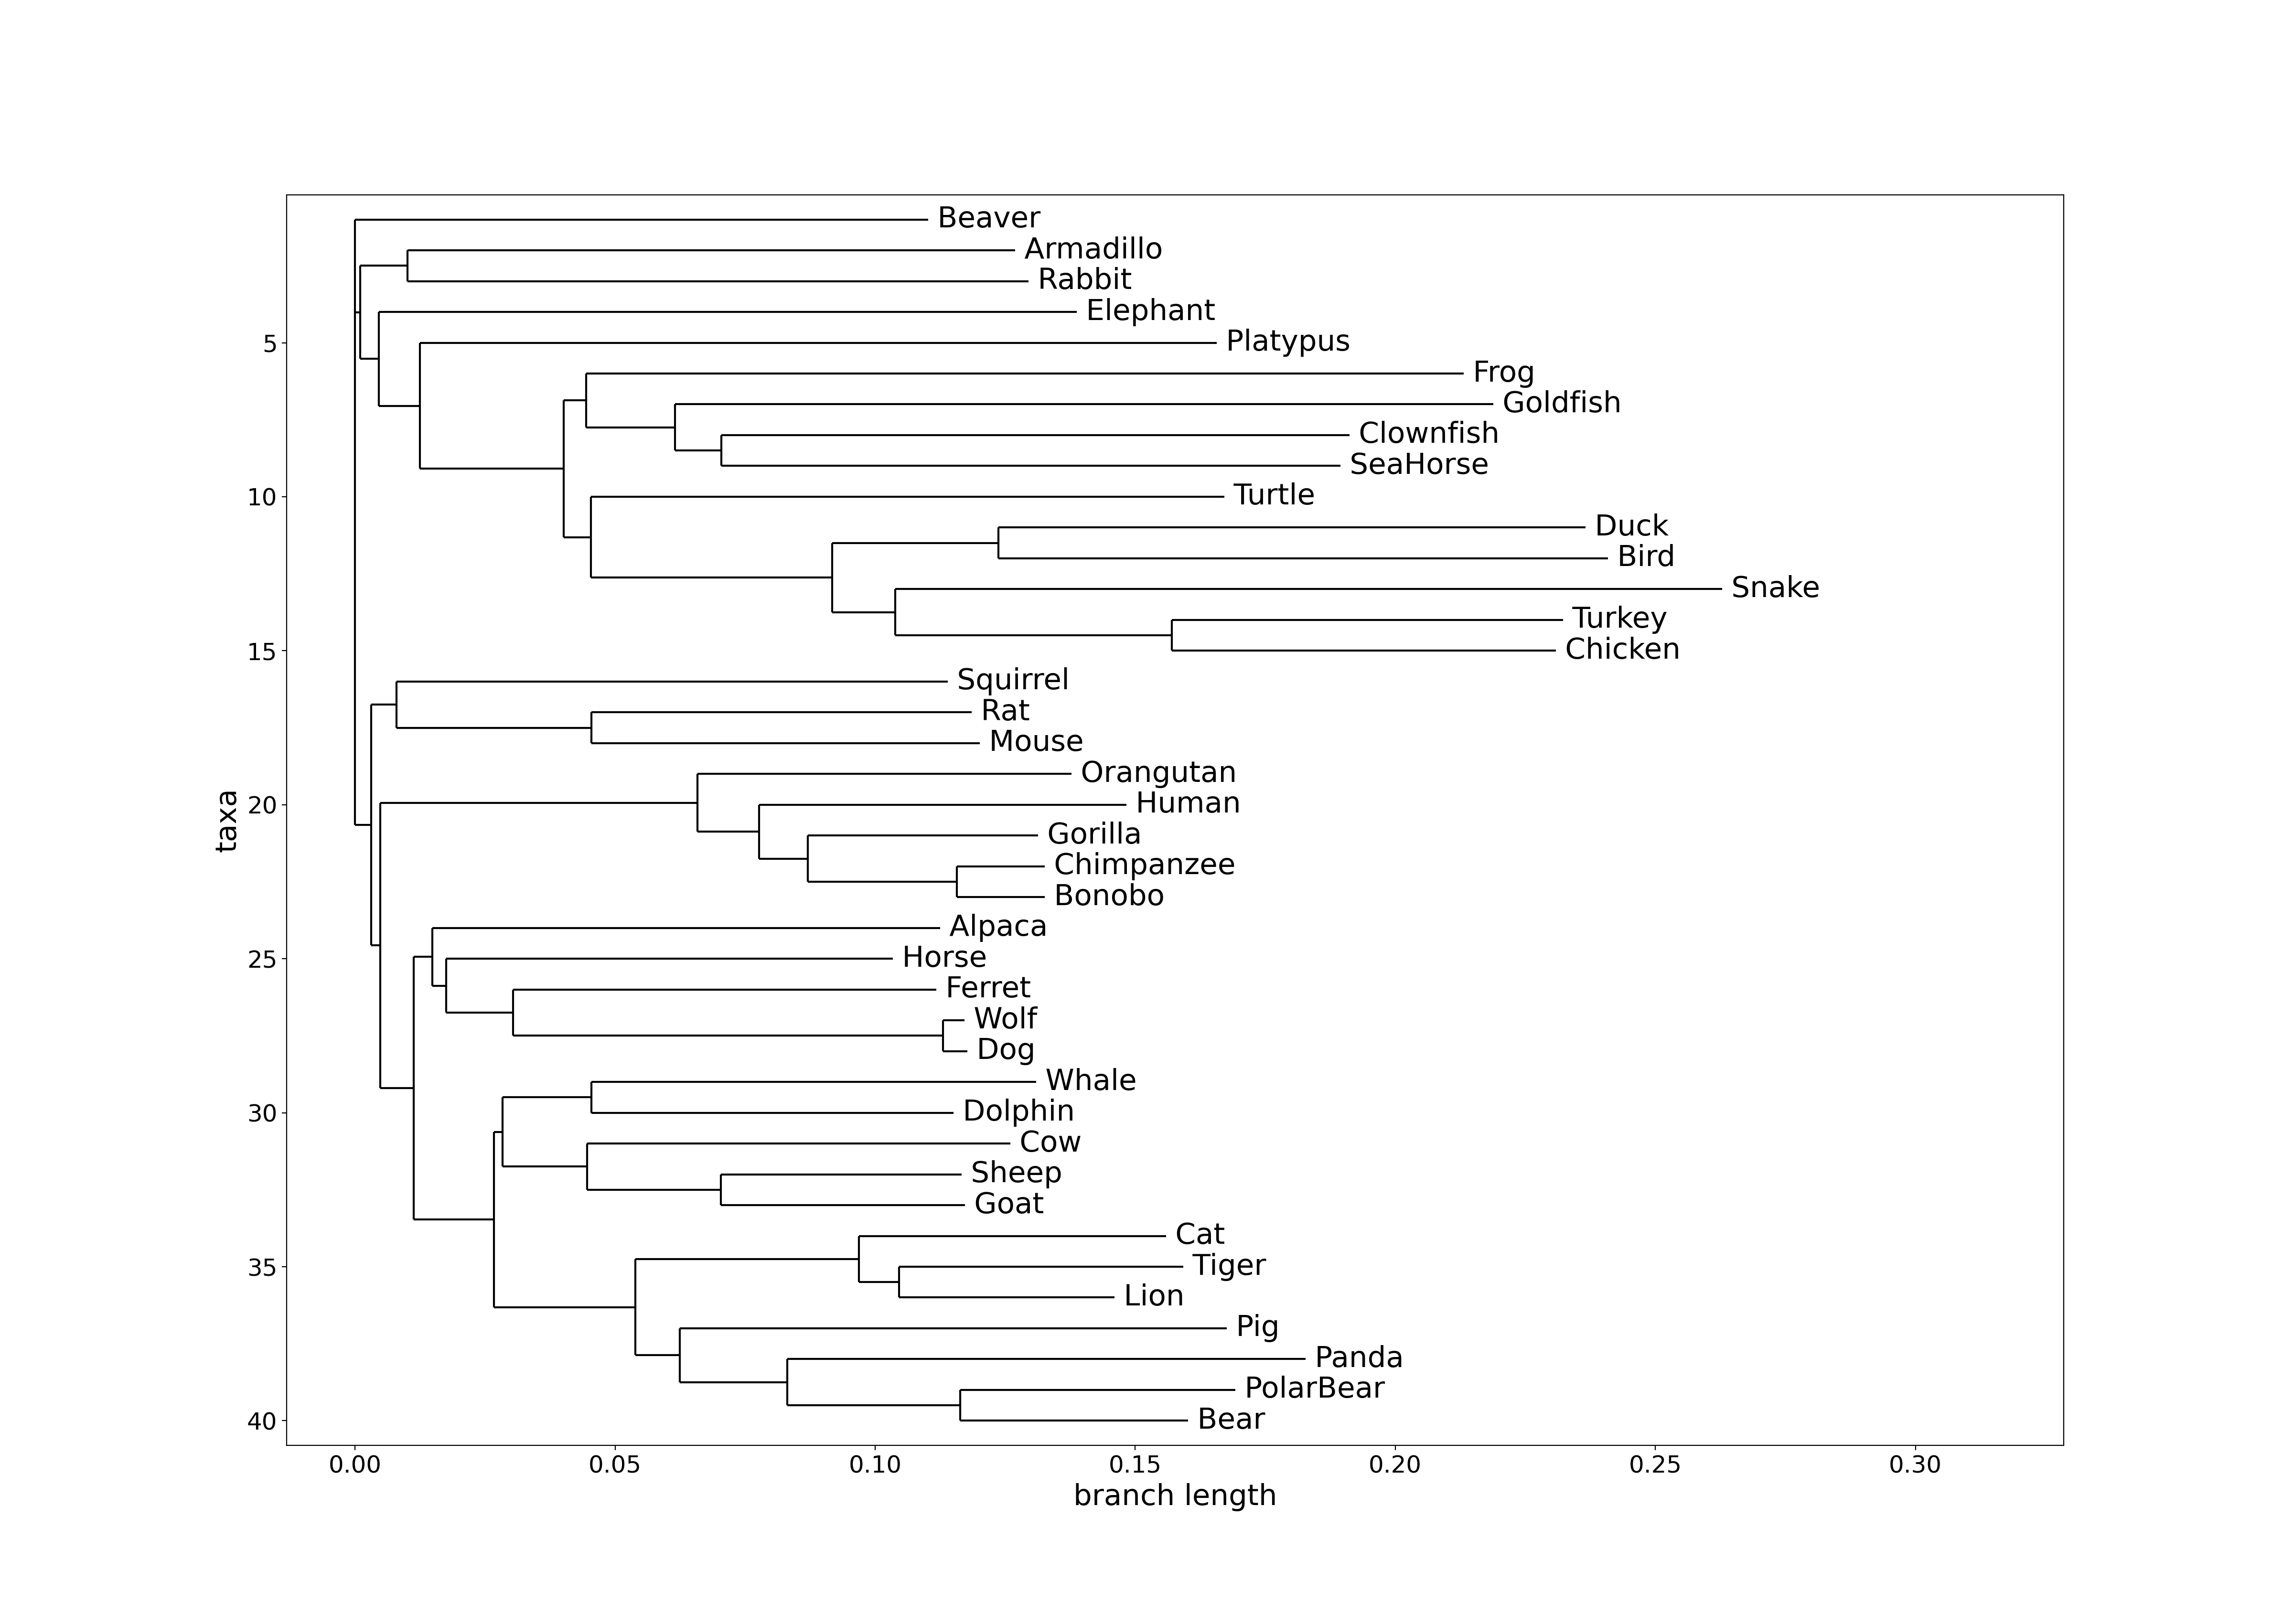 Beaver
Armadillo
Rabbit
Elephant
5
Platypus
Frog
Goldfish
Clownfish
SeaHorse
10
Turtle
Duck
Bird
Snake
Turkey
15
Chicken
Squirrel
Rat
Mouse
Orangutan
20
Human
Gorilla
Chimpanzee
Bonobo
Alpaca
25
Horse
Ferret
Wolf
Dog
Whale
30
Dolphin
Cow
Sheep
Goat
Cat
35
Tiger
Lion
Pig
Panda
PolarBear
40
Bear
taxa
0.00 0.05 0.10 0.15 0.20 0.25 0.30
branch length